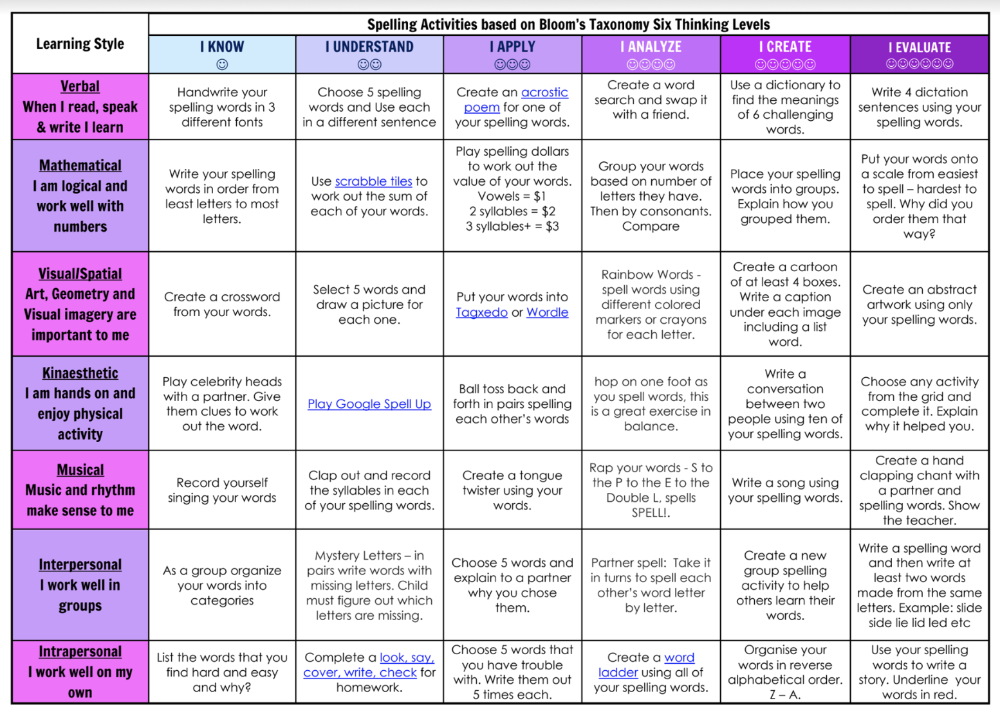 Learning Style
Spelling Activities based on Bloom's Taxonomy Six Thinking Levels
I KNOW
☺
I UNDERSTAND
☺☺
I APPLY
☺☺☺
I ANALYZE
☺☺☺☺
I CREATE
☺☺☺☺☺
I EVALUATE
☺☺☺☺☺☺
Verbal
When I read, speak
& write I learn
Handwrite your
spelling words in 3
different fonts
Choose 5 spelling
words and Use each
in a different sentence
Create an acrostic
poem for one of
your spelling words.
Create a word
search and swap it
with a friend.
Use a dictionary to
find the meanings
of 6 challenging
words.
Write 4 dictation
sentences using your
spelling words.
Mathematical
I am logical and
work well with
numbers
Write your spelling
words in order from
least letters to most
letters.
Use scrabble tiles to
work out the sum of
each of your words.
Play spelling dollars
to work out the
value of your words.
Vowels = $1
2 syllables = $2
3 syllables+ = $3
Group your words
based on number of
letters they have.
Then by consonants.
Compare
Place your spelling
words into groups.
Explain how you
grouped them.
Put your words onto
a scale from easiest
to spell – hardest to
spell. Why did you
order them that
way?
Visual/Spatial
Art, Geometry and
Visual imagery are
important to me
Create a crossword
from your words.
Select 5 words and
draw a picture for
each one.
Put your words into
Tagxedo or Wordle
Rainbow Words -
spell words using
different colored
markers or crayons
for each letter.
Create a cartoon
of at least 4 boxes.
Write a caption
under each image
including a list
word.
Create an abstract
artwork using only
your spelling words.
Kinaesthetic
I am hands on and
enjoy physical
activity
Play celebrity heads
with a partner. Give
them clues to work
out the word.
Play Google Spell Up
Ball toss back and
forth in pairs spelling
each other's words
hop on one foot as
you spell words, this
is a great exercise in
balance.
Write a
conversation
between two
people using ten of
your spelling words.
Choose any activity
from the grid and
complete it. Explain
why it helped you.
Musical
Music and rhythm
make sense to me
Record yourself
singing your words
Clap out and record
the syllables in each
of your spelling words.
Create a tongue
twister using your
words.
Rap your words - S to
the P to the E to the
Double L, spells
SPELL!.
Write a song using
your spelling words.
Create a hand
clapping chant with
a partner and
spelling words. Show
the teacher.
Interpersonal
I work well in
groups
As a group organize
your words into
categories
Mystery Letters – in
pairs write words with
missing letters. Child
must figure out which
letters are missing.
Choose 5 words and
explain to a partner
why you chose
them.
Partner spell: Take it
in turns to spell each
other's word letter
by letter.
Create a new
group spelling
activity to help
others learn their
words.
Write a spelling word
and then write at
least two words
made from the same
letters. Example: slide
side lie lid led etc
Intrapersonal
I work well on my
own
List the words that you
find hard and easy
and why?
Complete a look, say,
cover, write, check for
homework.
Choose 5 words that
you have trouble
with. Write them out
5 times each.
Create a word
ladder using all of
your spelling words.
Organise your
words in reverse
alphabetical order.
Z – A.
Use your spelling
words to write a
story. Underline your
words in red.